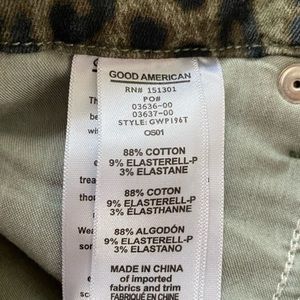 GOOD AMERICAN
RN# 151301
PO#
03636-00
03637-00
STYLE: GWP196T
OS01
88% COTTON
9% ELASTERELL-P
3% ELASTANE
88% COTON
9% ELASTERELL-P
3% ÉLASTHANNE
88% ALGODÓN
9% ELASTERELL-P
3% ELASTANO
MADE IN CHINA
of imported
fabrics and trim
FABRIQUÉ EN CHINE